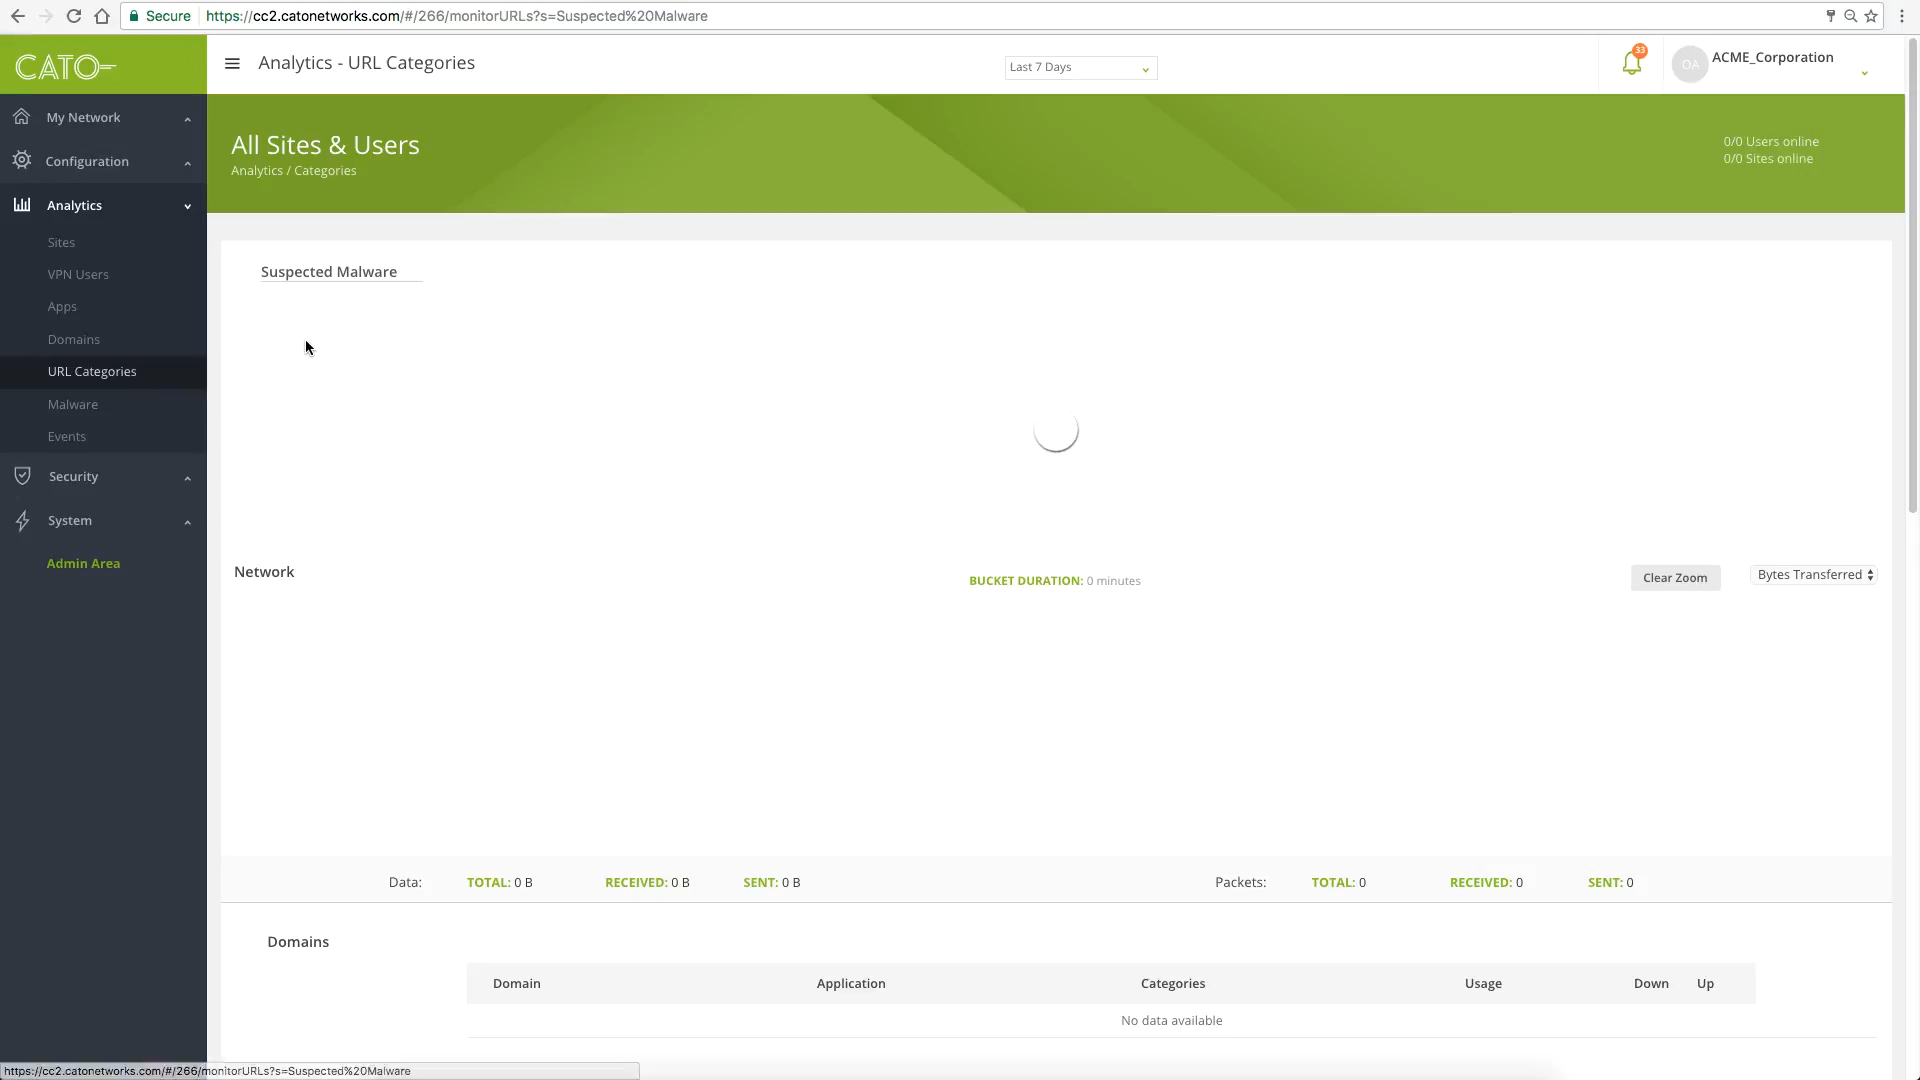 Secure https://cc2.catonetworks.com/#/266/monitorURLs?s=Suspected%20Malware
CATO
Analytics - URL Categories
Last 7 Days
33
OA
ACME_Corporation
My Network
Configuration
Analytics
Sites
VPN Users
Apps
Domains
URL Categories
Malware
Events
Security
System
Admin Area
All Sites & Users
Analytics / Categories
0/0 Users online
0/0 Sites online
Suspected Malware
Network
BUCKET DURATION: 0 minutes
Clear Zoom
Bytes Transferred
Data: TOTAL: 0 B RECEIVED: 0 B SENT: 0 B
Packets: TOTAL: 0 RECEIVED: 0 SENT: 0
Domains
Domain Application Categories Usage Down Up
No data available
https://cc2.catonetworks.com/#/266/monitorURLs?s=Suspected%20Malware